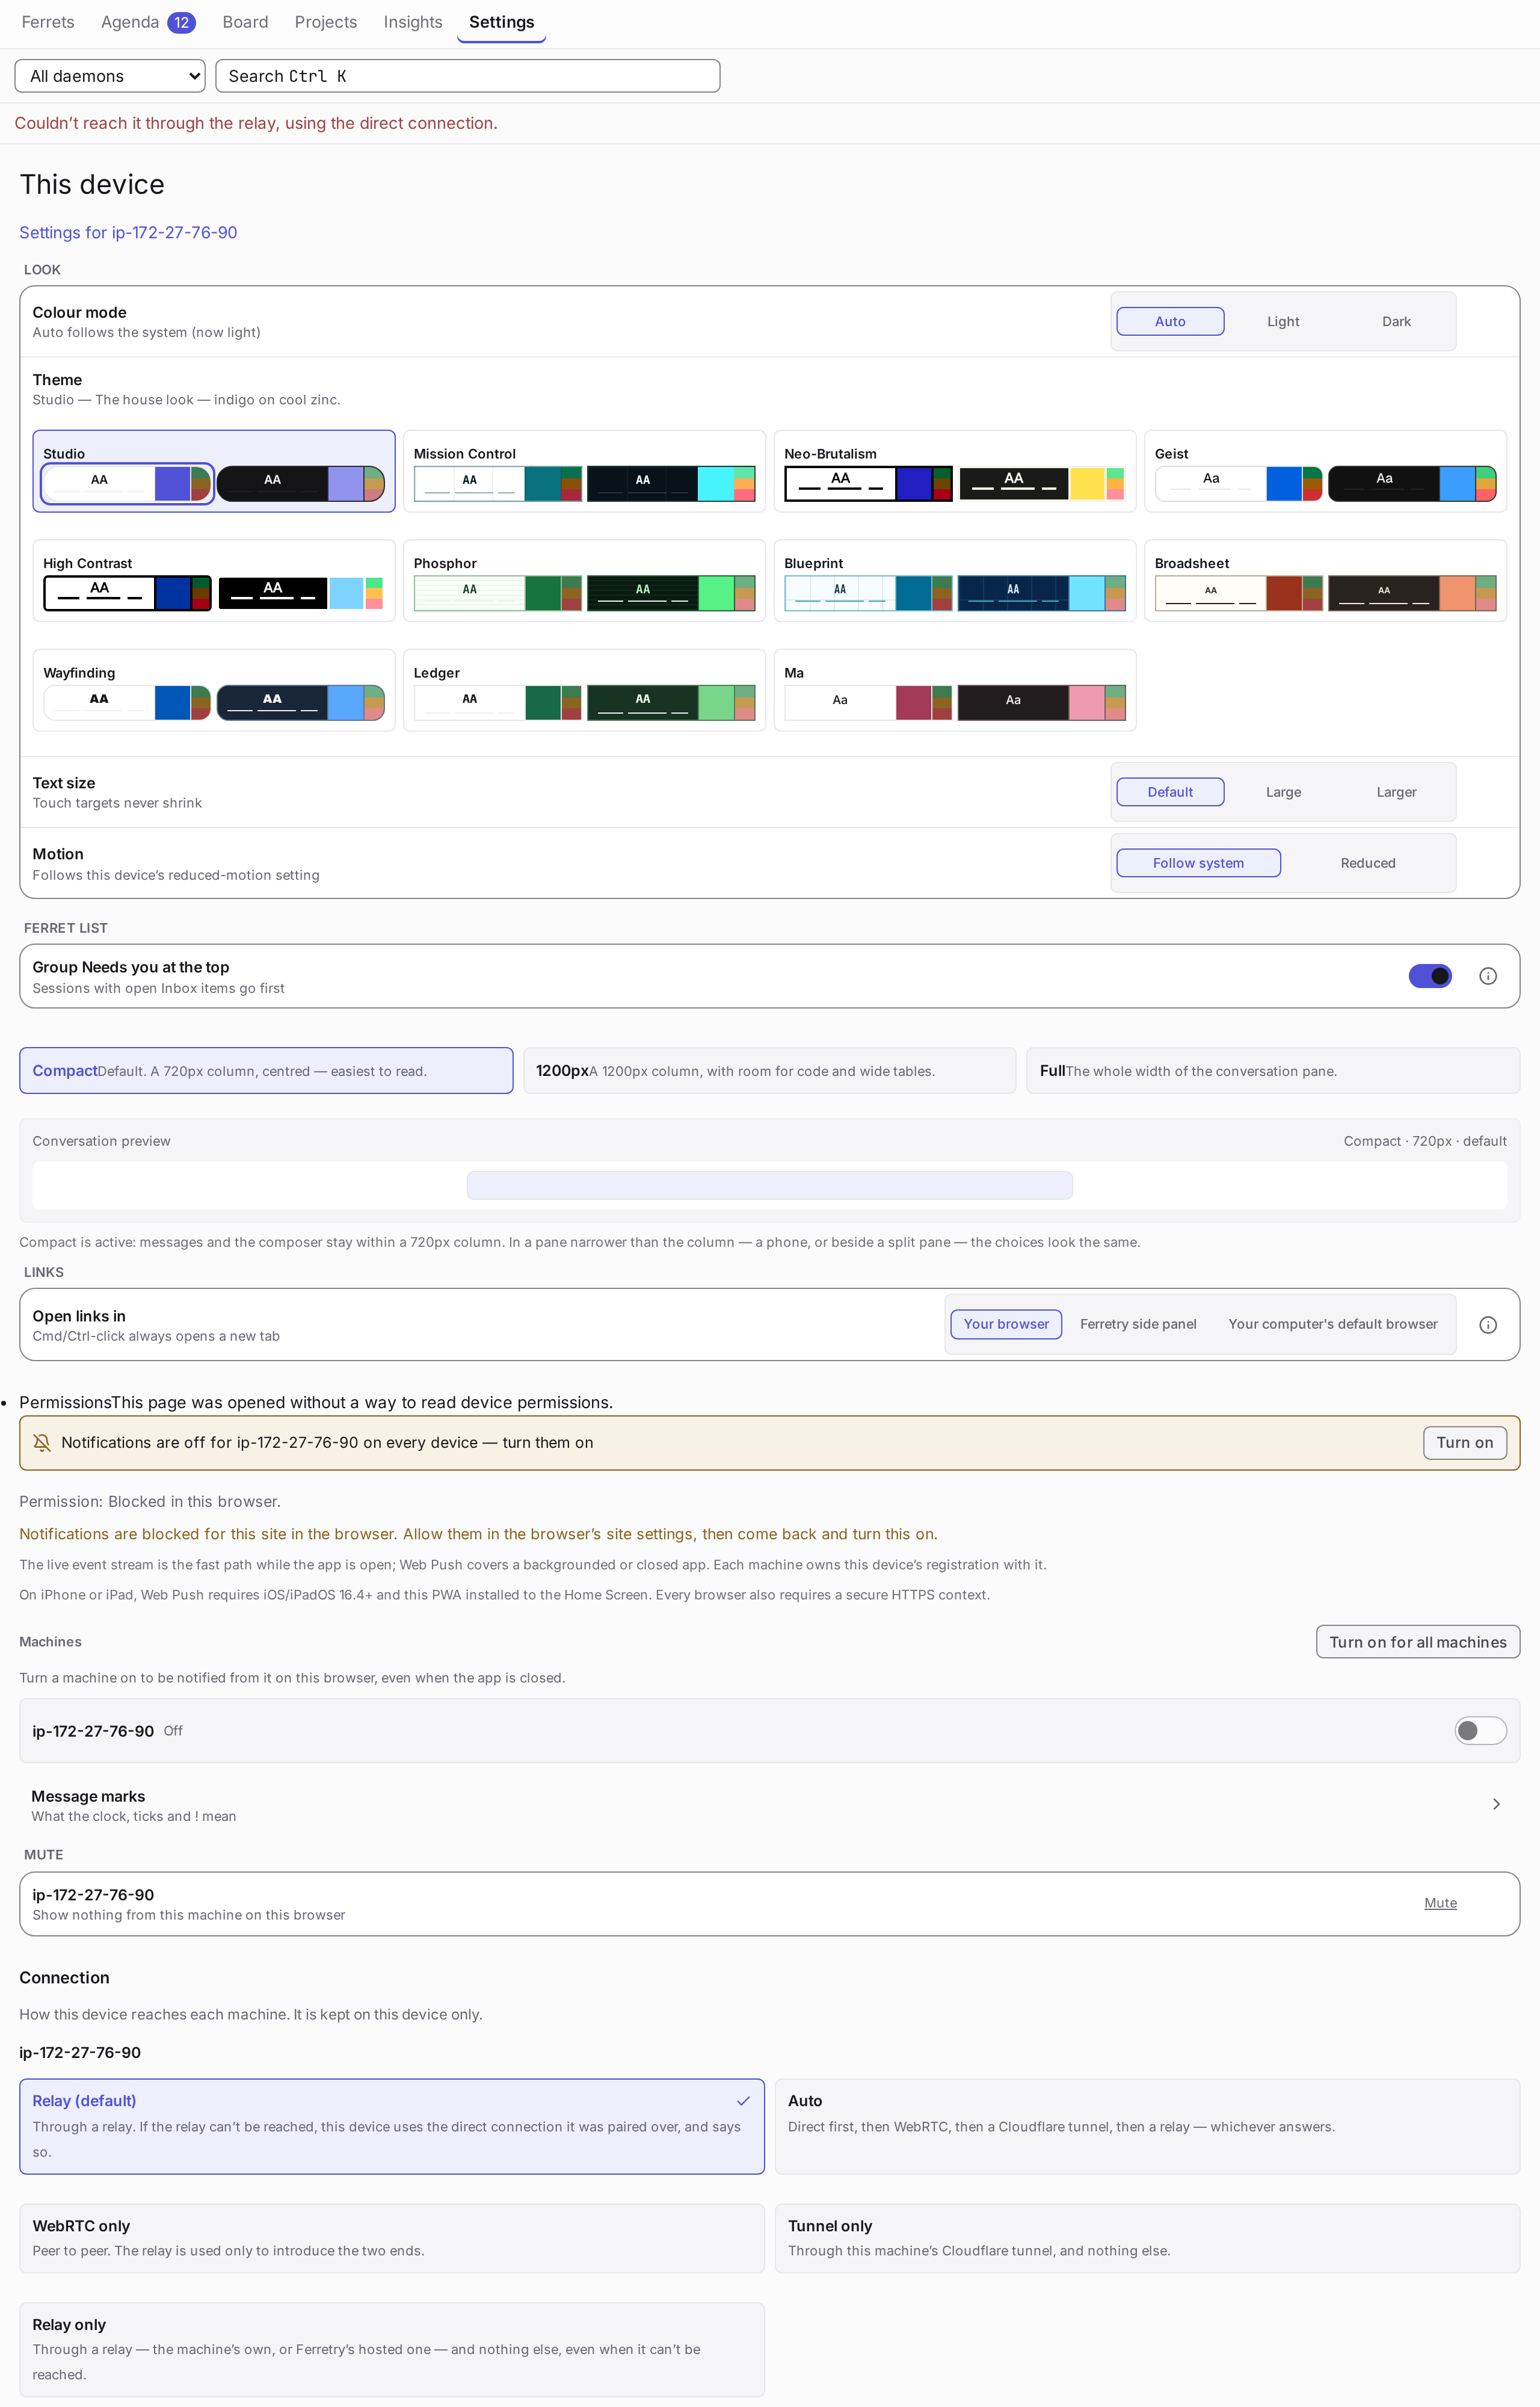 Ferrets Agenda 12 Board Projects Insights Settings
All daemons Search Ctrl K
Couldn’t reach it through the relay, using the direct connection.
This device
Settings for ip-172-27-76-90
LOOK
Colour mode
Auto follows the system (now light)
Auto Light Dark
Theme
Studio — The house look — indigo on cool zinc.
Studio
AA AA
Mission Control
AA AA
Neo-Brutalism
AA AA
Geist
Aa Aa
High Contrast
AA AA
Phosphor
AA AA
Blueprint
AA AA
Broadsheet
AA AA
Wayfinding
AA AA
Ledger
AA AA
Ma
Aa Aa
Text size
Touch targets never shrink
Default Large Larger
Motion
Follows this device’s reduced-motion setting
Follow system Reduced
FERRET LIST
Group Needs you at the top
Sessions with open Inbox items go first
CompactDefault. A 720px column, centred — easiest to read.
1200pxA 1200px column, with room for code and wide tables.
FullThe whole width of the conversation pane.
Conversation preview Compact · 720px · default
Compact is active: messages and the composer stay within a 720px column. In a pane narrower than the column — a phone, or beside a split pane — the choices look the same.
LINKS
Open links in
Cmd/Ctrl-click always opens a new tab
Your browser Ferretry side panel Your computer's default browser
• PermissionsThis page was opened without a way to read device permissions.
Notifications are off for ip-172-27-76-90 on every device — turn them on Turn on
Permission: Blocked in this browser.
Notifications are blocked for this site in the browser. Allow them in the browser’s site settings, then come back and turn this on.
The live event stream is the fast path while the app is open; Web Push covers a backgrounded or closed app. Each machine owns this device’s registration with it.
On iPhone or iPad, Web Push requires iOS/iPadOS 16.4+ and this PWA installed to the Home Screen. Every browser also requires a secure HTTPS context.
Machines Turn on for all machines
Turn a machine on to be notified from it on this browser, even when the app is closed.
ip-172-27-76-90 Off
Message marks
What the clock, ticks and ! mean
MUTE
ip-172-27-76-90
Show nothing from this machine on this browser
Mute
Connection
How this device reaches each machine. It is kept on this device only.
ip-172-27-76-90
Relay (default)
Through a relay. If the relay can’t be reached, this device uses the direct connection it was paired over, and says
so.
Auto
Direct first, then WebRTC, then a Cloudflare tunnel, then a relay — whichever answers.
WebRTC only
Peer to peer. The relay is used only to introduce the two ends.
Tunnel only
Through this machine’s Cloudflare tunnel, and nothing else.
Relay only
Through a relay — the machine’s own, or Ferretry’s hosted one — and nothing else, even when it can’t be
reached.